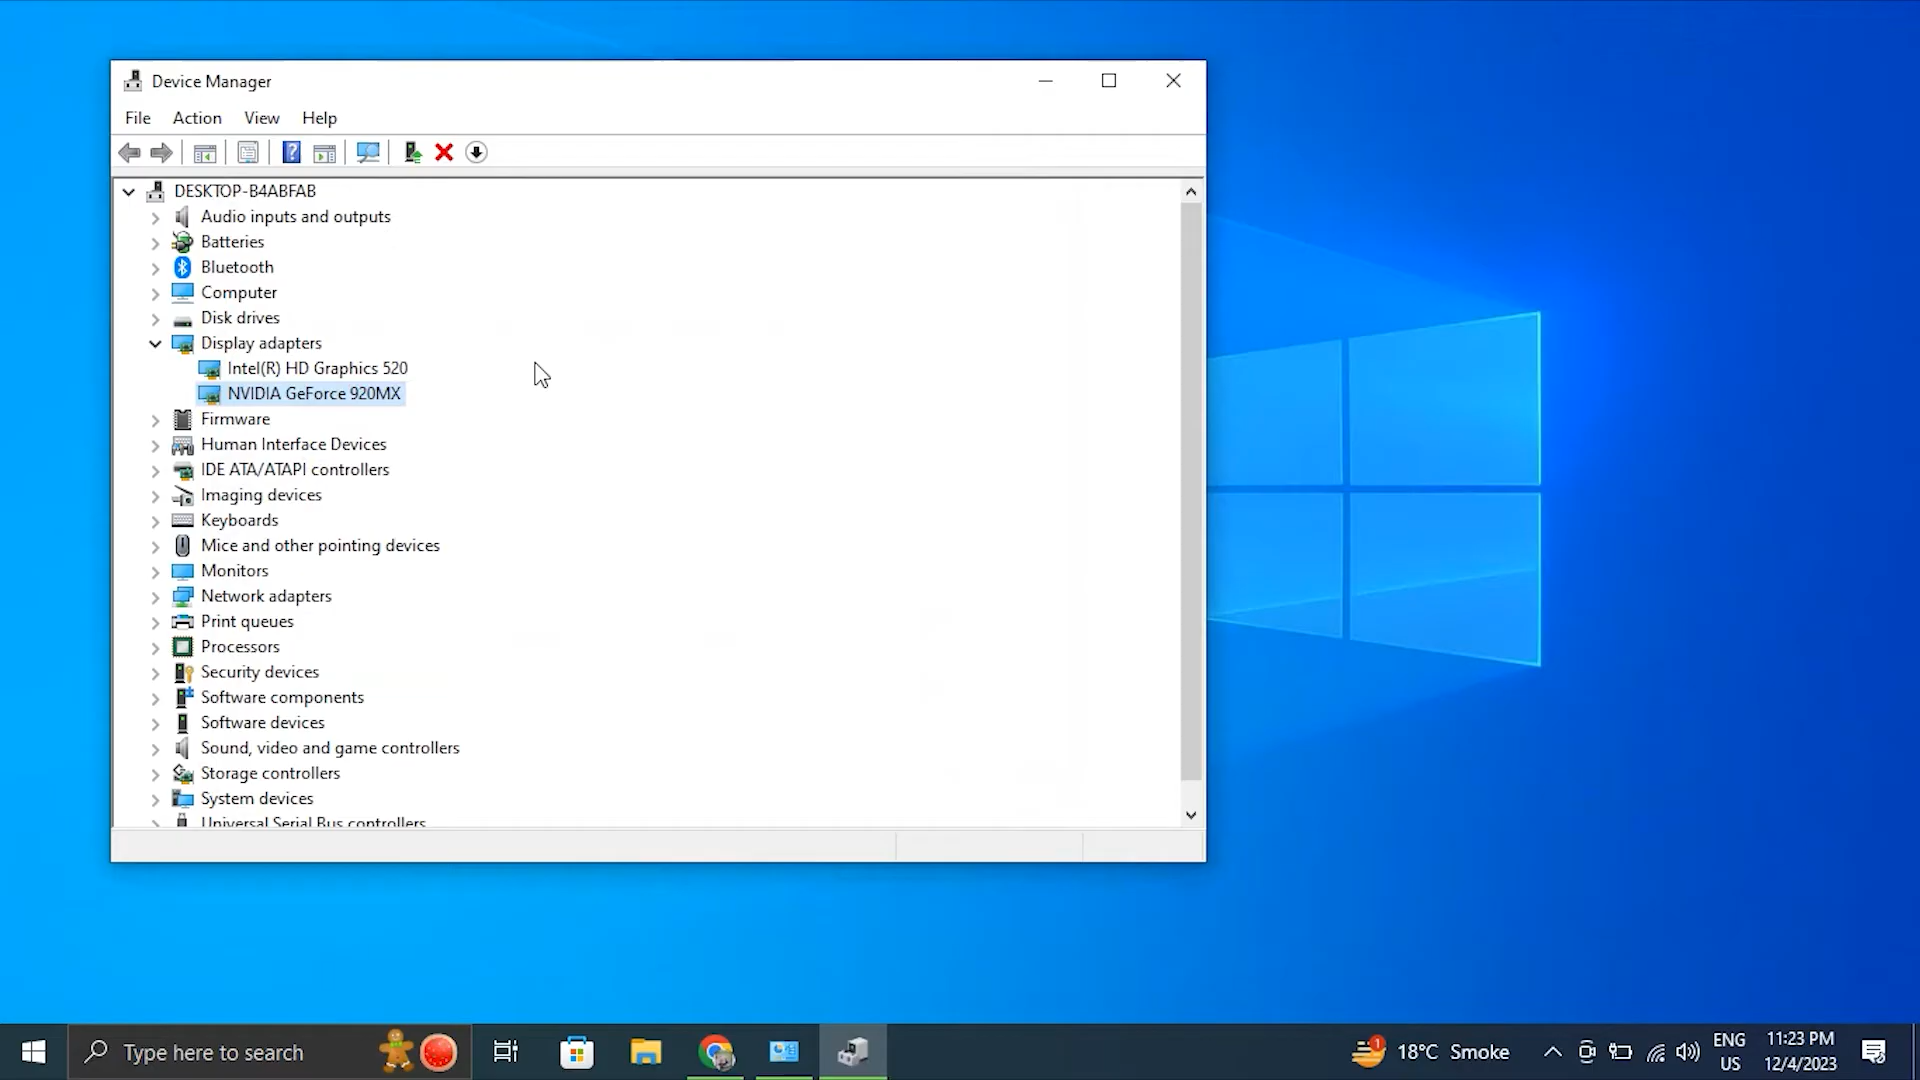 Device Manager
File Action View Help
DESKTOP-B4ABFAB
Audio inputs and outputs
Batteries
Bluetooth
Computer
Disk drives
Display adapters
Intel(R) HD Graphics 520
NVIDIA GeForce 920MX
Firmware
Human Interface Devices
IDE ATA/ATAPI controllers
Imaging devices
Keyboards
Mice and other pointing devices
Monitors
Network adapters
Print queues
Processors
Security devices
Software components
Software devices
Sound, video and game controllers
Storage controllers
System devices
Universal Serial Bus controllers
Type here to search
1
18°C Smoke
ENG
US
11:23 PM
12/4/2023